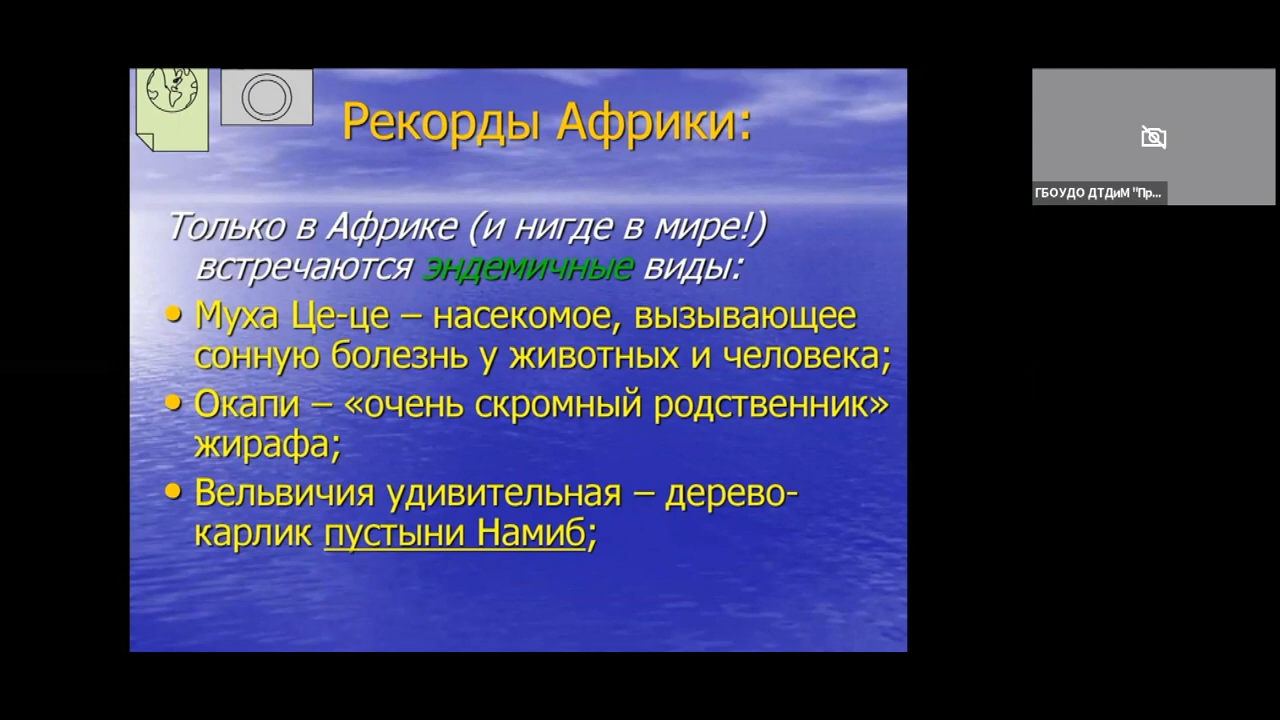 Рекорды Африки:
Только в Африке (и нигде в мире!)
встречаются эндемичные виды:
• Муха Це-це – насекомое, вызывающее
сонную болезнь у животных и человека;
• Окапи – «очень скромный родственник»
жирафа;
• Вельвичия удивительная – дерево-
карлик пустыни Намиб;
ГБОУДО ДТДиМ "Пр...